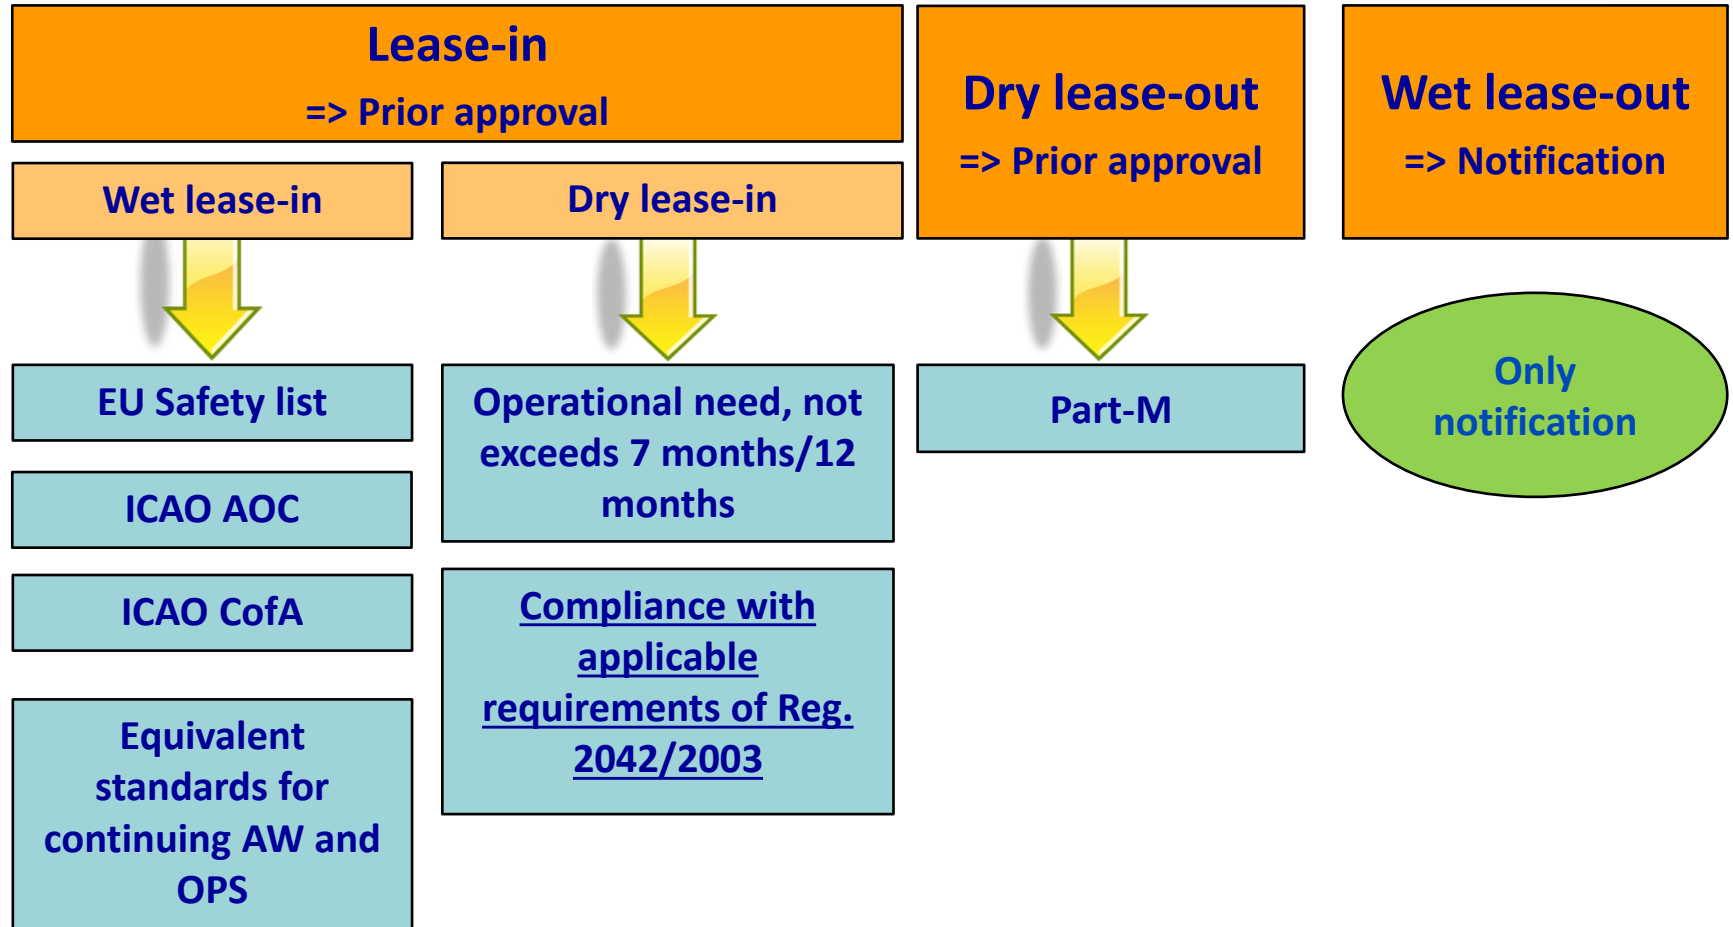 Lease-in
=> Prior approval
Wet lease-in
Dry lease-in
Dry lease-out
=> Prior approval
Wet lease-out
=> Notification
EU Safety list
ICAO AOC
ICAO CofA
Equivalent
standards for
continuing AW and
OPS
Operational need, not
exceeds 7 months/12
months
Compliance with
applicable
requirements of Reg.
2042/2003
Part-M
Only
notification